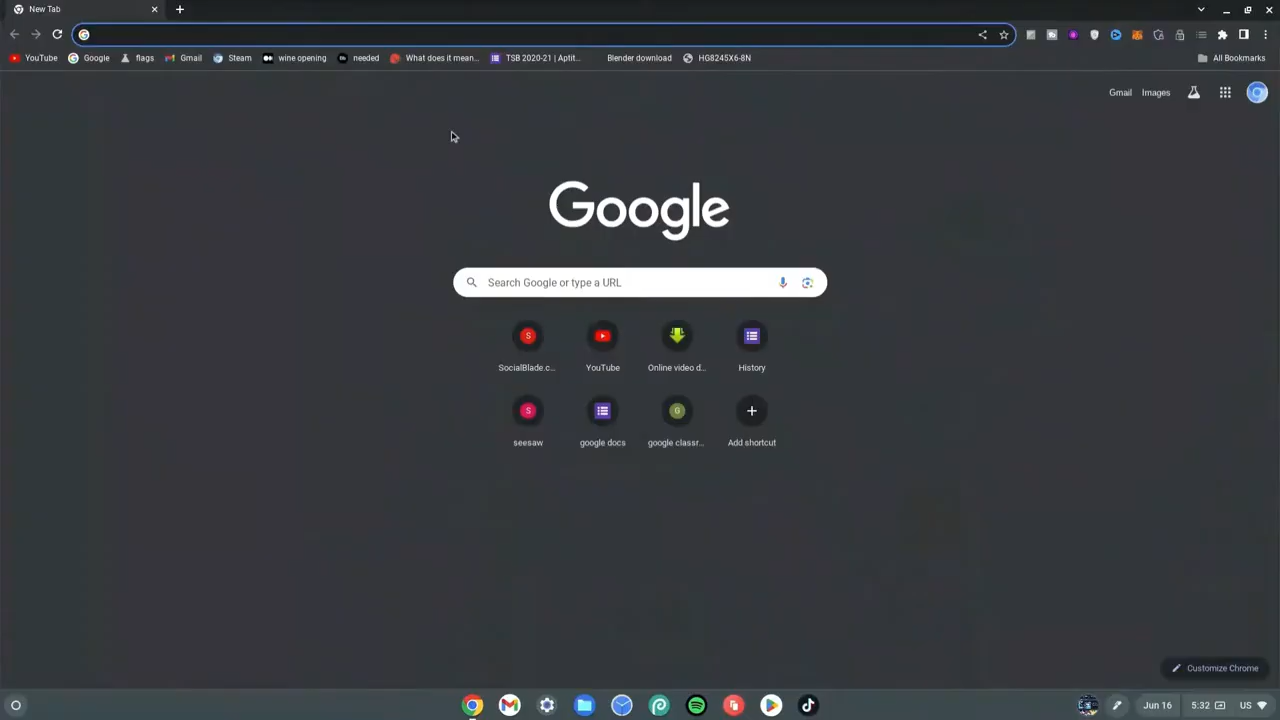 New Tab
YouTube Google flags Gmail Steam wine opening needed What does it mean... TSB 2020-21 | Aptit... Blender download HG8245X6-8N All Bookmarks
Gmail Images
Google
Search Google or type a URL
S
SocialBlade.c... YouTube Online video d... History
S G
seesaw google docs google classr... Add shortcut
Customize Chrome
Jun 16 5:32 US